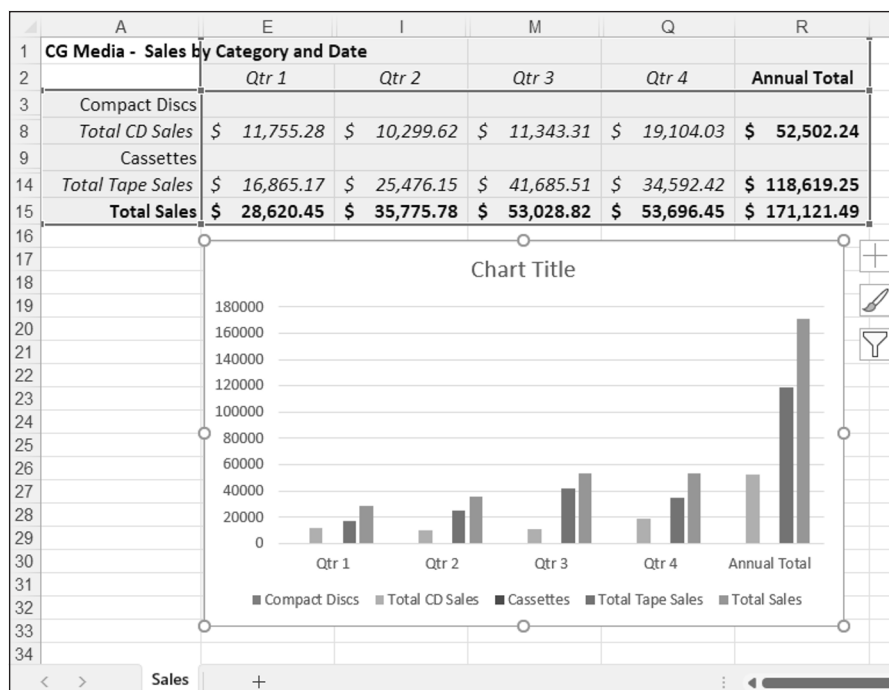 A E I M Q R
1 CG Media - Sales by Category and Date
2 Qtr 1 Qtr 2 Qtr 3 Qtr 4 Annual Total
3 Compact Discs
8 Total CD Sales $ 11,755.28 $ 10,299.62 $ 11,343.31 $ 19,104.03 $ 52,502.24
9 Cassettes
14 Total Tape Sales $ 16,865.17 $ 25,476.15 $ 41,685.51 $ 34,592.42 $ 118,619.25
15 Total Sales $ 28,620.45 $ 35,775.78 $ 53,028.82 $ 53,696.45 $ 171,121.49
16
17 Chart Title
18
19 180000
20 160000
21 140000
22 120000
23 100000
24 80000
25 60000
26 40000
27 20000
28 0
29
30 Qtr 1 Qtr 2 Qtr 3 Qtr 4 Annual Total
31
32 Compact Discs Total CD Sales Cassettes Total Tape Sales Total Sales
33
34
Sales